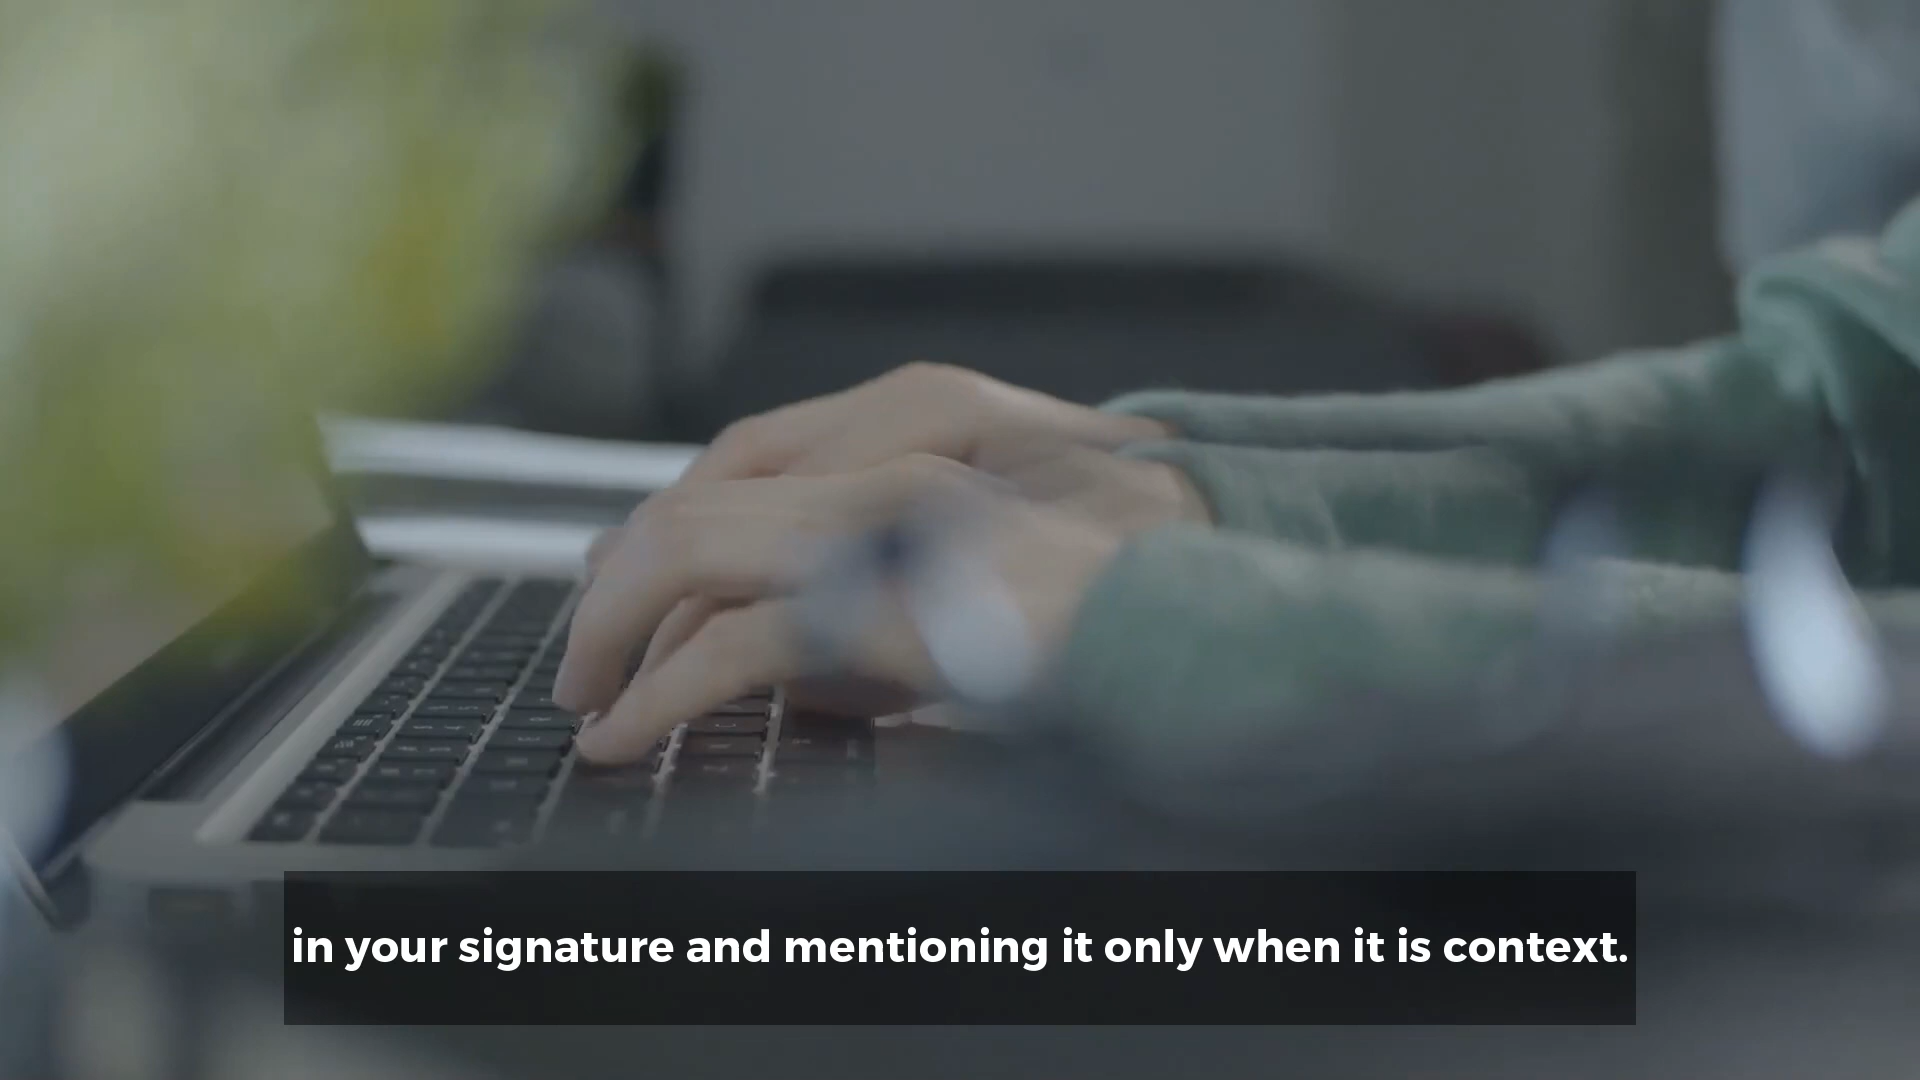 in your signature and mentioning it only when it is context.